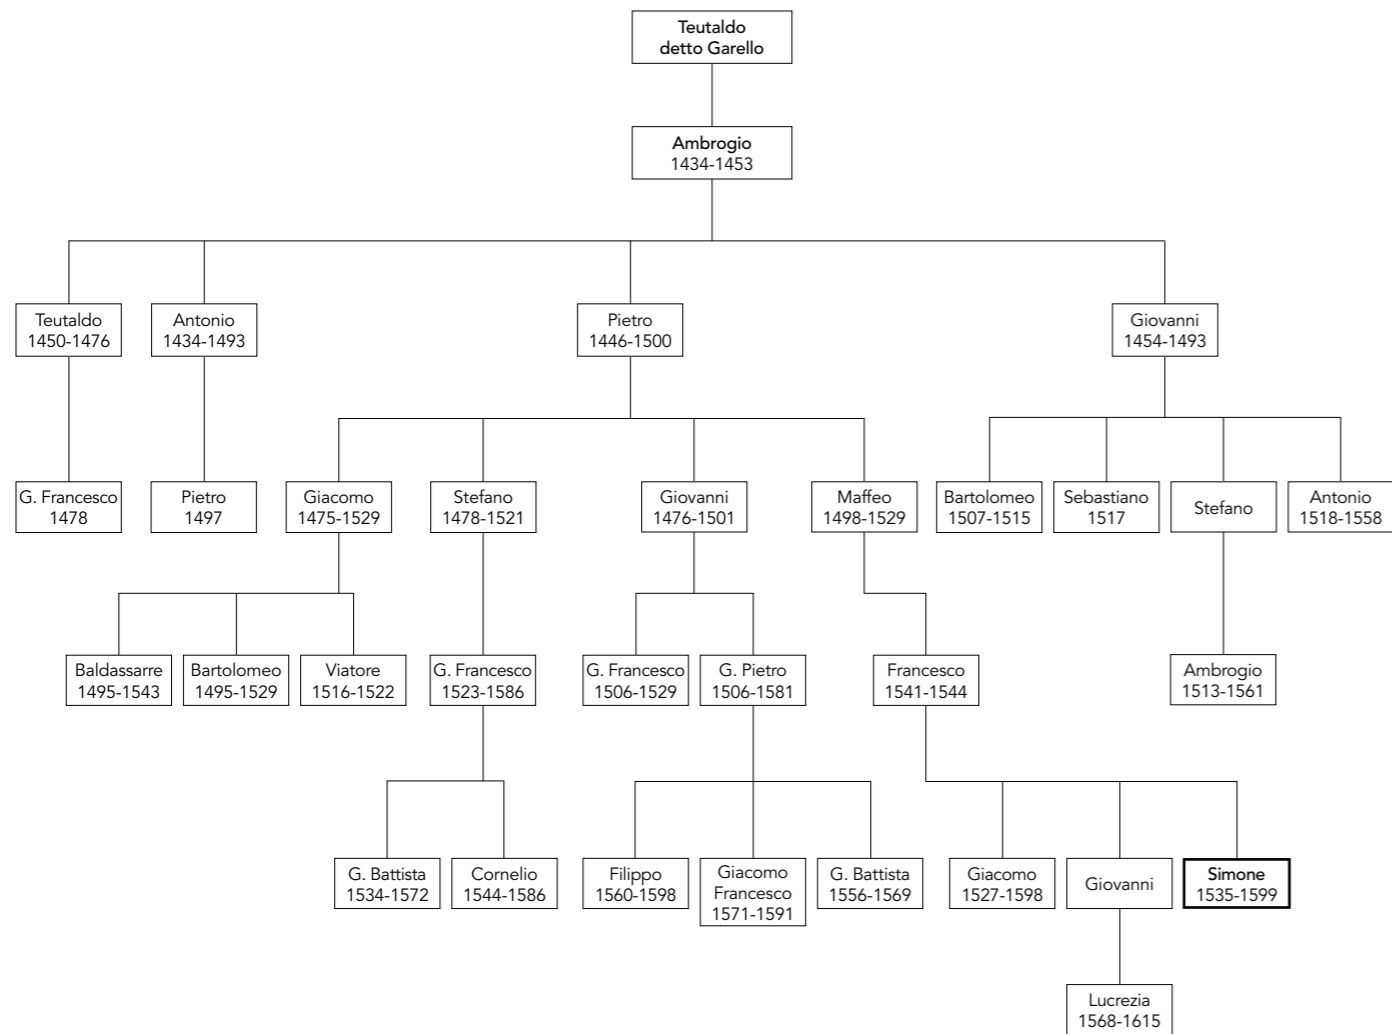 Teutaldo
detto Garello
Ambrogio
1434-1453
Teutaldo
1450-1476
Antonio
1434-1493
Pietro
1446-1500
Giovanni
1454-1493
G. Francesco
1478
Pietro
1497
Giacomo
1475-1529
Stefano
1478-1521
Giovanni
1476-1501
Maffeo
1498-1529
Bartolomeo
1507-1515
Sebastiano
1517
Stefano
Antonio
1518-1558
Baldassarre
1495-1543
Bartolomeo
1495-1529
Viatore
1516-1522
G. Francesco
1523-1586
G. Francesco
1506-1529
G. Pietro
1506-1581
Francesco
1541-1544
Ambrogio
1513-1561
G. Battista
1534-1572
Cornelio
1544-1586
Filippo
1560-1598
Giacomo
Francesco
1571-1591
G. Battista
1556-1569
Giacomo
1527-1598
Giovanni
Simone
1535-1599
Lucrezia
1568-1615